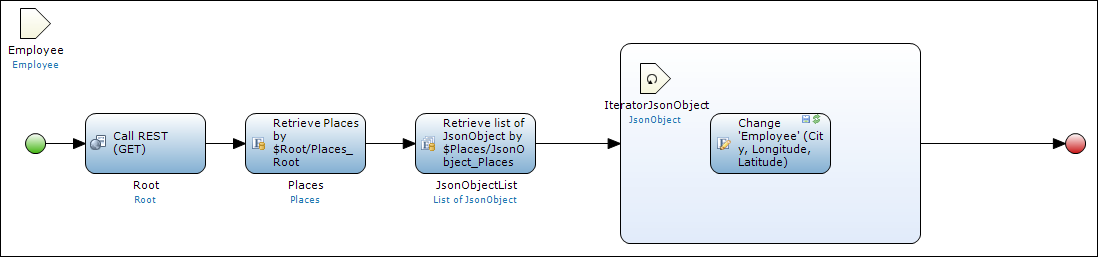 Employee
Employee
Call REST
(GET)
Root
Root
Retrieve Places
by
$Root/Places_
Root
Places
Places
Retrieve list of
JsonObject by
$Places/JsonO
bject_Places
JsonObjectList
List of JsonObject
IteratorJsonObject
JsonObject
Change
'Employee' (Cit
y, Longitude,
Latitude)